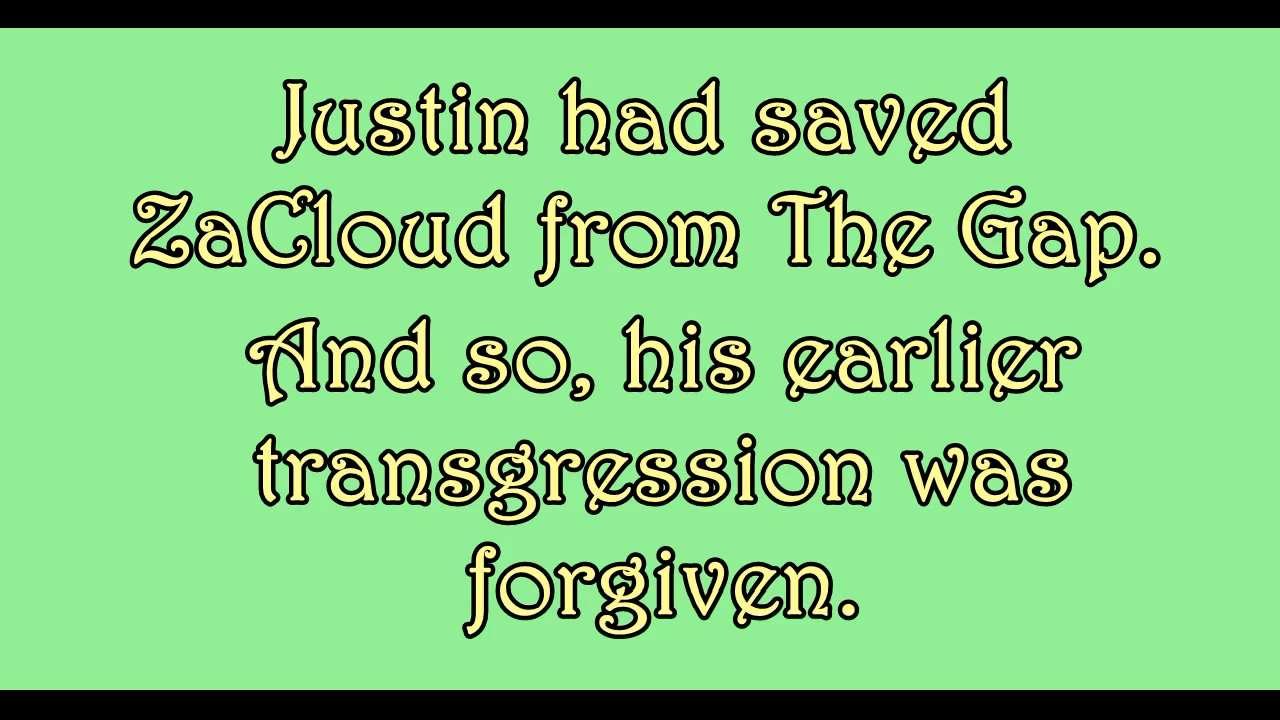 Justin had saved
ZaCloud from The Gap.
And so, his earlier
transgression was
forgiven.